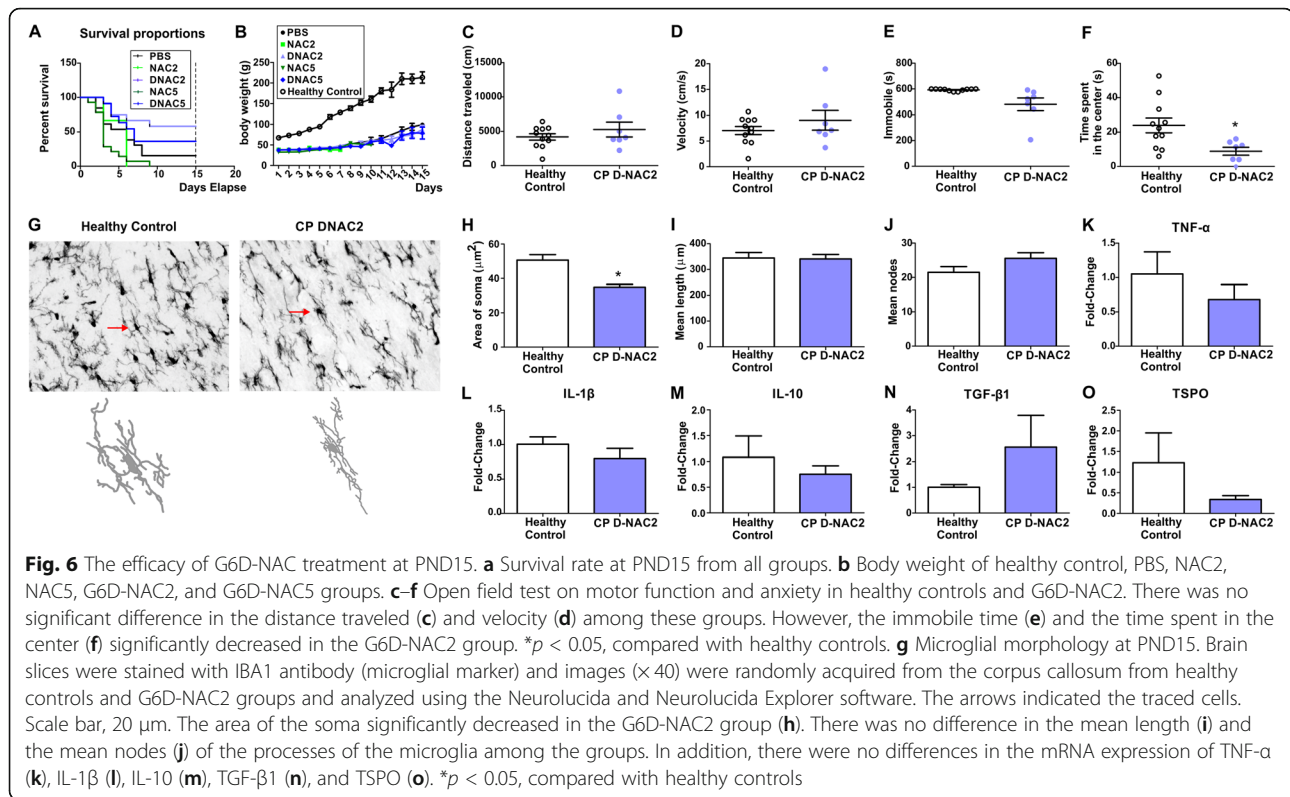 A
Survival proportions
Percent survival
150
100
50
0
0
5
10
15
20
Days Elapse
PBS
NAC2
DNAC2
NAC5
DNAC5
B
body weight (g)
250
200
150
100
50
0
1
2
3
4
5
6
7
8
9
10
11
12
13
14
15
Days
PBS
NAC2
DNAC2
NAC5
DNAC5
Healthy Control
C
Distance traveled (cm)
15000
10000
5000
0
Healthy
Control
CP D-NAC2
D
Velocity (cm/s)
20
15
10
5
0
Healthy
Control
CP D-NAC2
E
Immobile (s)
800
600
400
200
0
Healthy
Control
CP D-NAC2
F
Time spent
in the center (s)
60
40
20
0
*
Healthy
Control
CP D-NAC2
G
Healthy Control
CP DNAC2
H
Area of soma (μm²)
60
40
20
0
*
Healthy
Control
CP D-NAC2
I
Mean length (μm)
400
300
200
100
0
Healthy
Control
CP D-NAC2
J
Mean nodes
30
20
10
0
Healthy
Control
CP D-NAC2
K
TNF-α
Fold-Change
1.5
1.0
0.5
0.0
Healthy
Control
CP D-NAC2
L
IL-1β
Fold-Change
1.5
1.0
0.5
0.0
Healthy
Control
CP D-NAC2
M
IL-10
Fold-Change
2.0
1.5
1.0
0.5
0.0
Healthy
Control
CP D-NAC2
N
TGF-β1
Fold-Change
4
3
2
1
0
Healthy
Control
CP D-NAC2
O
TSPO
Fold-Change
2.5
2.0
1.5
1.0
0.5
0.0
Healthy
Control
CP D-NAC2
Fig. 6 The efficacy of G6D-NAC treatment at PND15. a Survival rate at PND15 from all groups. b Body weight of healthy control, PBS, NAC2,
NAC5, G6D-NAC2, and G6D-NAC5 groups. c–f Open field test on motor function and anxiety in healthy controls and G6D-NAC2. There was no
significant difference in the distance traveled (c) and velocity (d) among these groups. However, the immobile time (e) and the time spent in the
center (f) significantly decreased in the G6D-NAC2 group. *p < 0.05, compared with healthy controls. g Microglial morphology at PND15. Brain
slices were stained with IBA1 antibody (microglial marker) and images (× 40) were randomly acquired from the corpus callosum from healthy
controls and G6D-NAC2 groups and analyzed using the Neurolucida and Neurolucida Explorer software. The arrows indicated the traced cells.
Scale bar, 20 μm. The area of the soma significantly decreased in the G6D-NAC2 group (h). There was no difference in the mean length (i) and
the mean nodes (j) of the processes of the microglia among the groups. In addition, there were no differences in the mRNA expression of TNF-α
(k), IL-1β (l), IL-10 (m), TGF-β1 (n), and TSPO (o). *p < 0.05, compared with healthy controls